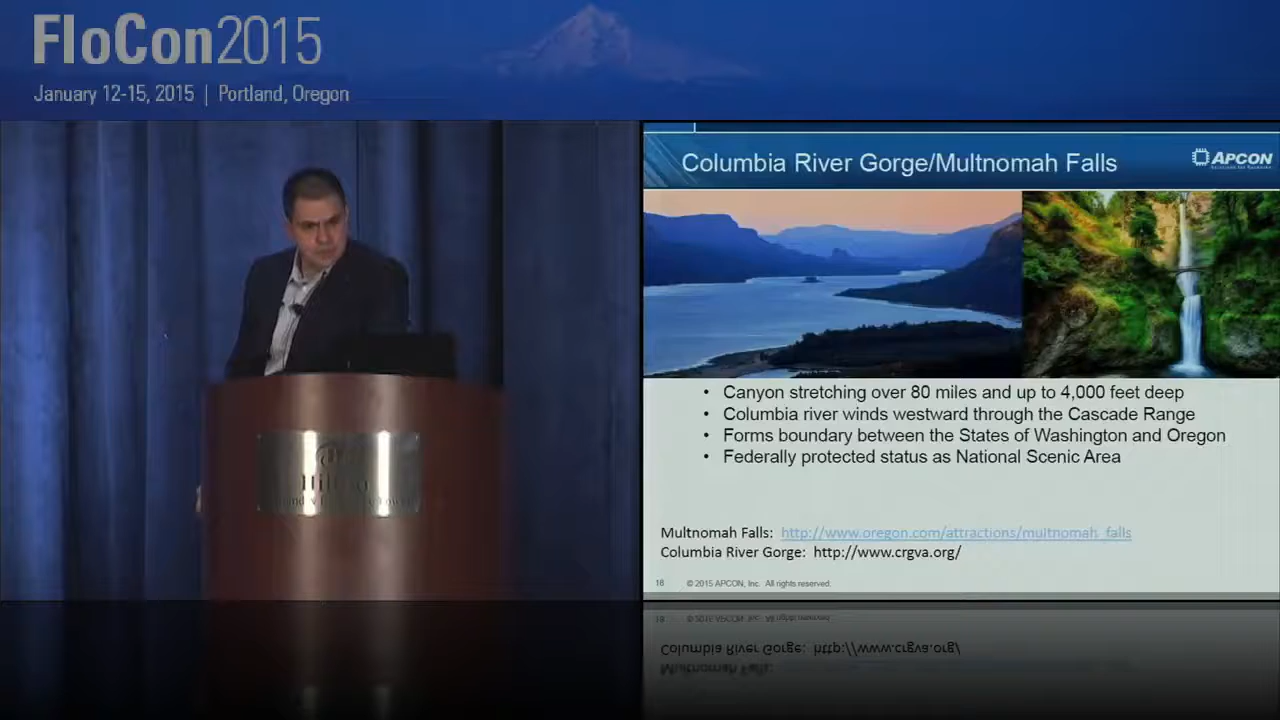 FloCon2015
January 12-15, 2015 | Portland, Oregon
Columbia River Gorge/Multnomah Falls
APCON
• Canyon stretching over 80 miles and up to 4,000 feet deep
• Columbia river winds westward through the Cascade Range
• Forms boundary between the States of Washington and Oregon
• Federally protected status as National Scenic Area
Hilton
Multnomah Falls: http://www.oregon.com/attractions/multnomah_falls
Columbia River Gorge: http://www.crgva.org/
18 © 2015 APCON, Inc. All rights reserved.